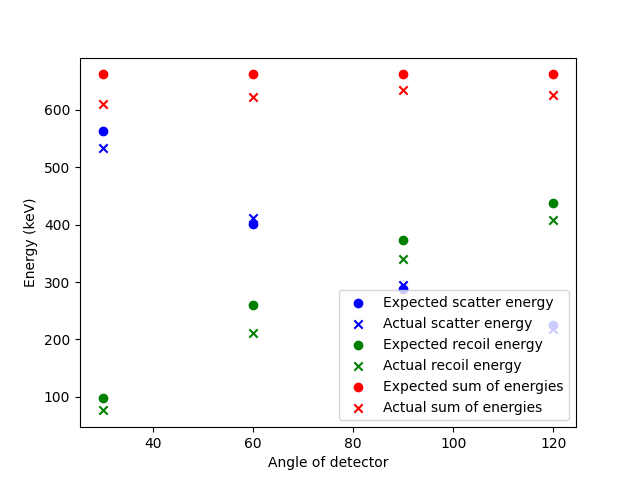 600
500
400
300
200
100
Energy (keV)
Expected scatter energy
Actual scatter energy
Expected recoil energy
Actual recoil energy
Expected sum of energies
Actual sum of energies
40 60 80 100 120
Angle of detector